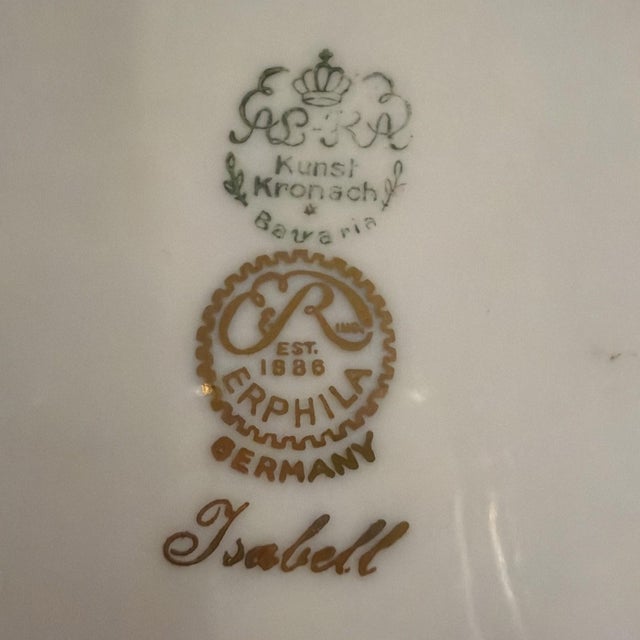 AL-KA
Kunst
Kronach
Bavaria
ER INC.
EST.
1886
ERPHILA
GERMANY
Isabell